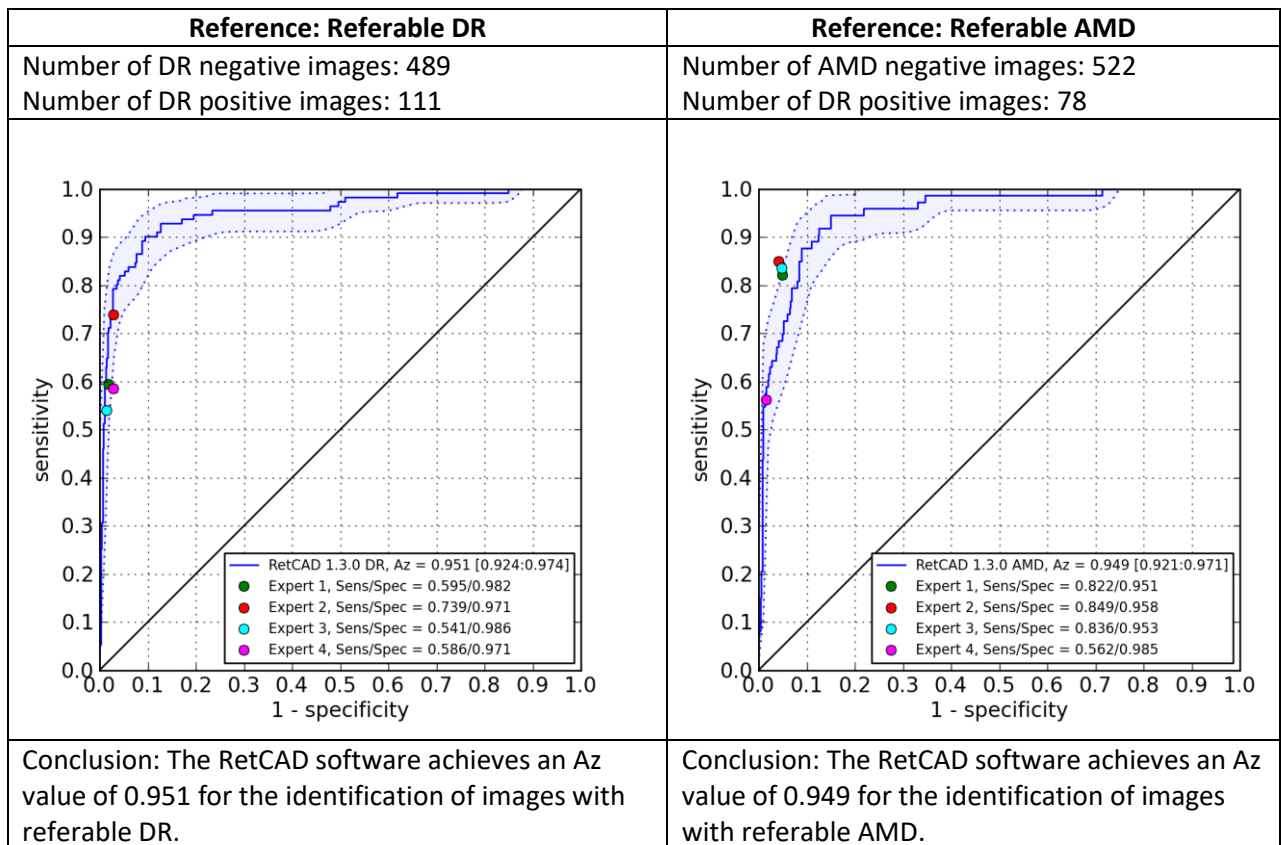 Reference: Referable DR
Number of DR negative images: 489
Number of DR positive images: 111
1.0
0.9
0.8
0.7
0.6
0.5
0.4
0.3
0.2
0.1
0.0
sensitivity
0.0 0.1 0.2 0.3 0.4 0.5 0.6 0.7 0.8 0.9 1.0
1 - specificity
RetCAD 1.3.0 DR, Az = 0.951 [0.924:0.974]
Expert 1, Sens/Spec = 0.595/0.982
Expert 2, Sens/Spec = 0.739/0.971
Expert 3, Sens/Spec = 0.541/0.986
Expert 4, Sens/Spec = 0.586/0.971
Conclusion: The RetCAD software achieves an Az
value of 0.951 for the identification of images with
referable DR.
Reference: Referable AMD
Number of AMD negative images: 522
Number of DR positive images: 78
1.0
0.9
0.8
0.7
0.6
0.5
0.4
0.3
0.2
0.1
0.0
sensitivity
0.0 0.1 0.2 0.3 0.4 0.5 0.6 0.7 0.8 0.9 1.0
1 - specificity
RetCAD 1.3.0 AMD, Az = 0.949 [0.921:0.971]
Expert 1, Sens/Spec = 0.822/0.951
Expert 2, Sens/Spec = 0.849/0.958
Expert 3, Sens/Spec = 0.836/0.953
Expert 4, Sens/Spec = 0.562/0.985
Conclusion: The RetCAD software achieves an Az
value of 0.949 for the identification of images
with referable AMD.